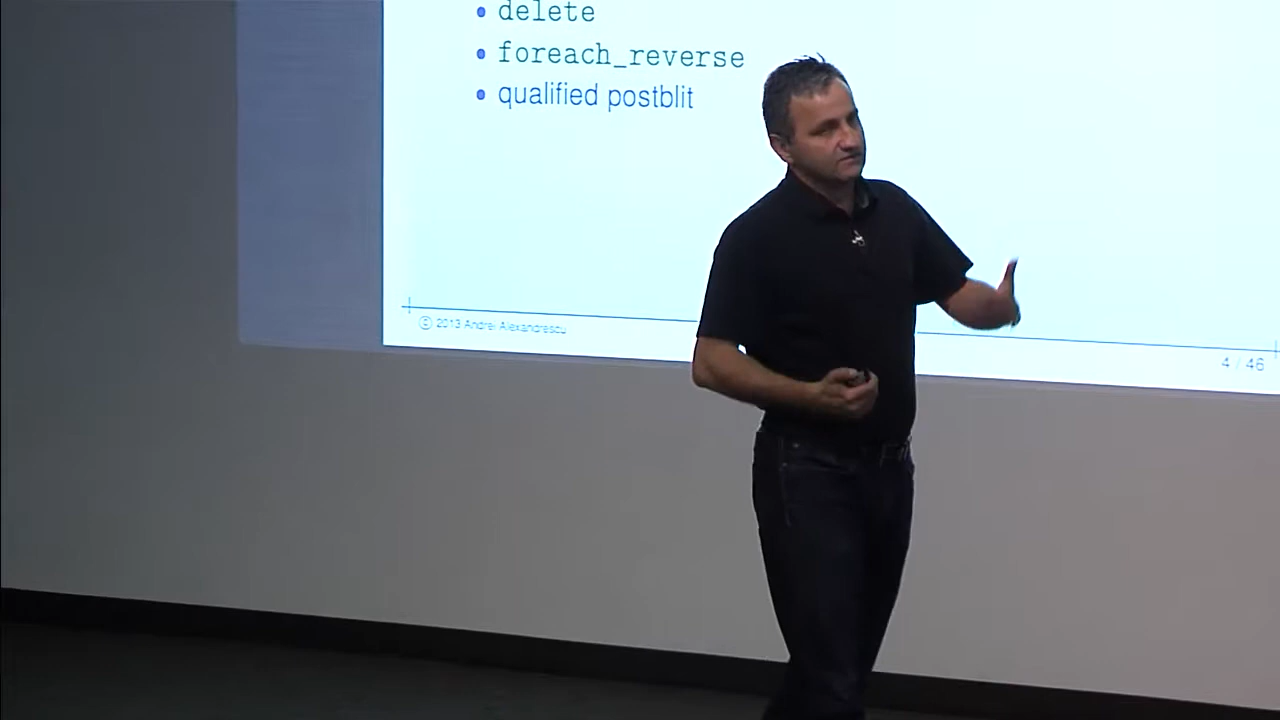 • delete
• foreach_reverse
• qualified postblit
© 2013 Andrei Alexandrescu
4 / 46